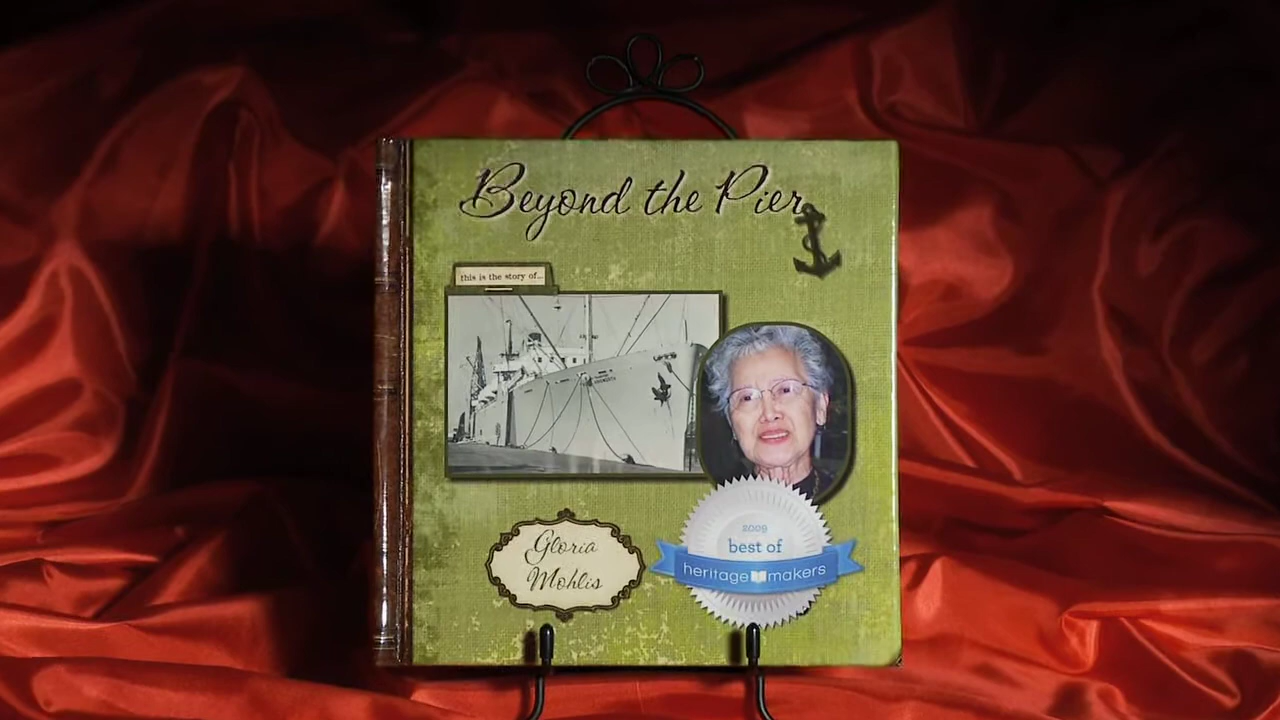 Beyond the Pier
this is the story of...
Gloria
Mohlis
2009
best of
heritage makers